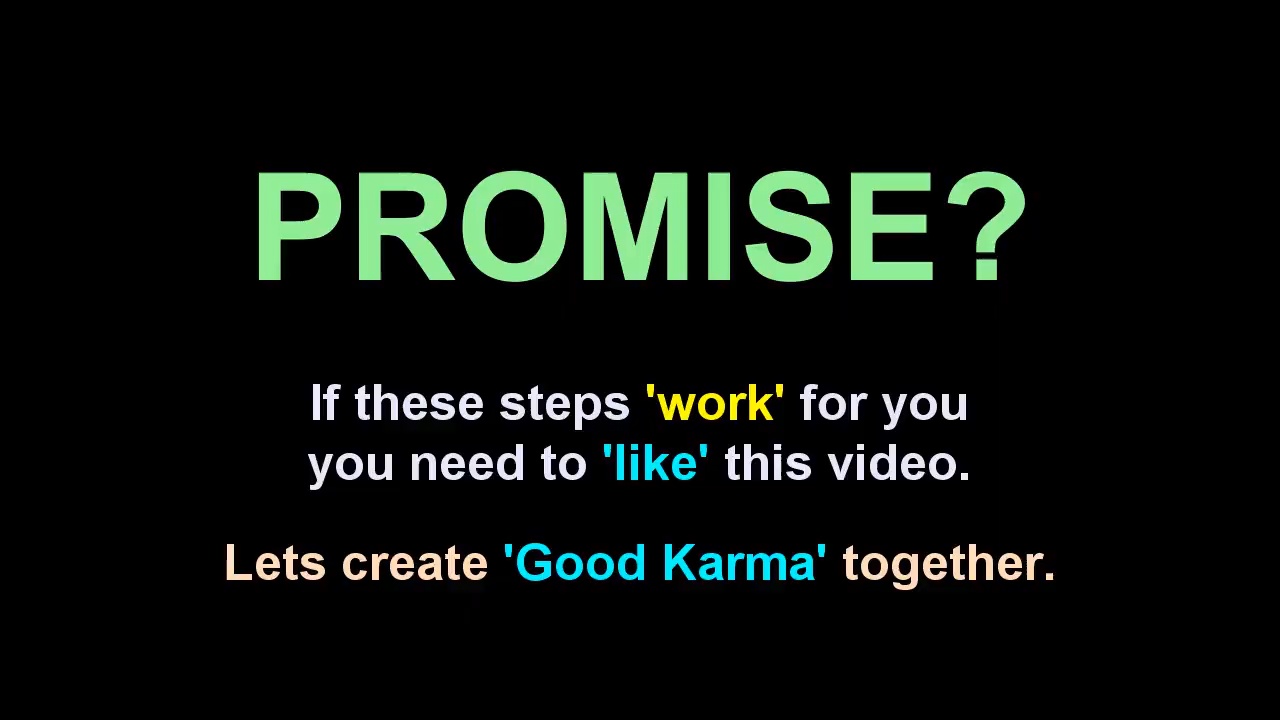 PROMISE?
If these steps 'work' for you
you need to 'like' this video.
Lets create 'Good Karma' together.